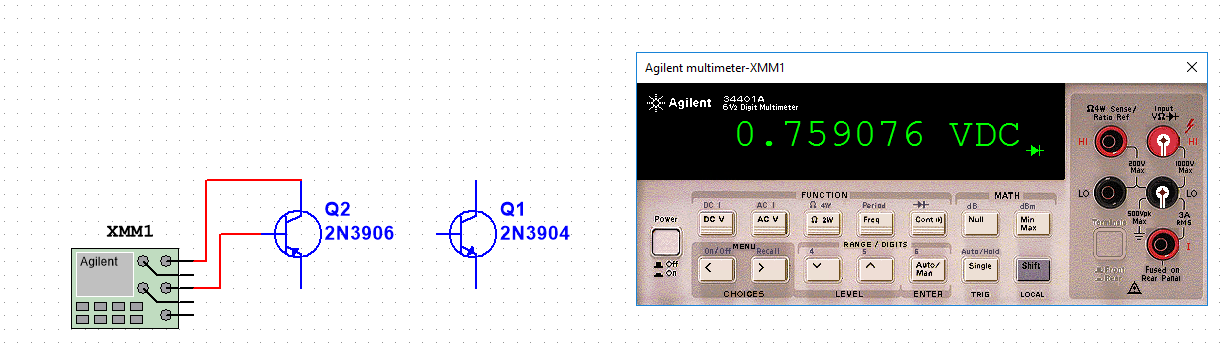 Agilent multimeter-XMM1
Agilent
34401A
6½ Digit Multimeter
0.759076 VDC
Ω4W Sense/
Ratio Ref
Input
VΩ
HI
HI
200V
Max
1000V
Max
LO
LO
500Vpk
Max
3A
RMS
Terminals
I
Front
Rear
Fused on
Rear Panal
Power
Off
On
FUNCTION
MATH
DC I
AC I
Ω 4W
Period
dB
dBm
DC V
AC V
Ω 2W
Freq
Cont
Null
Min
Max
MENU
RANGE / DIGITS
On/Off
Recall
4
5
6
Auto/Hold
<
>
Auto/
Man
Single
Shift
CHOICES
LEVEL
ENTER
TRIG
LOCAL
XMM1
Agilent
Q2
2N3906
Q1
2N3904